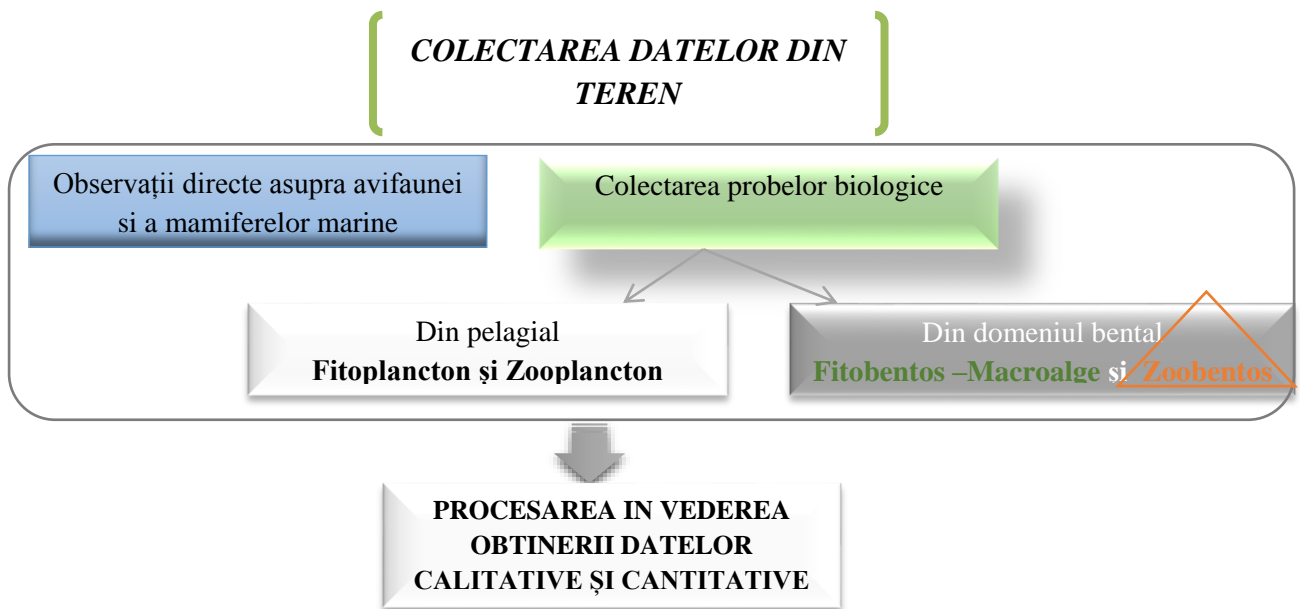 COLECTAREA DATELOR DIN
TEREN
Observații directe asupra avifaunei
si a mamiferelor marine
Colectarea probelor biologice
Din pelagial
Fitoplancton și Zooplancton
Din domeniul bental
Fitobentos –Macroalge si Zoobentos
PROCESAREA IN VEDEREA
OBTINERII DATELOR
CALITATIVE ȘI CANTITATIVE